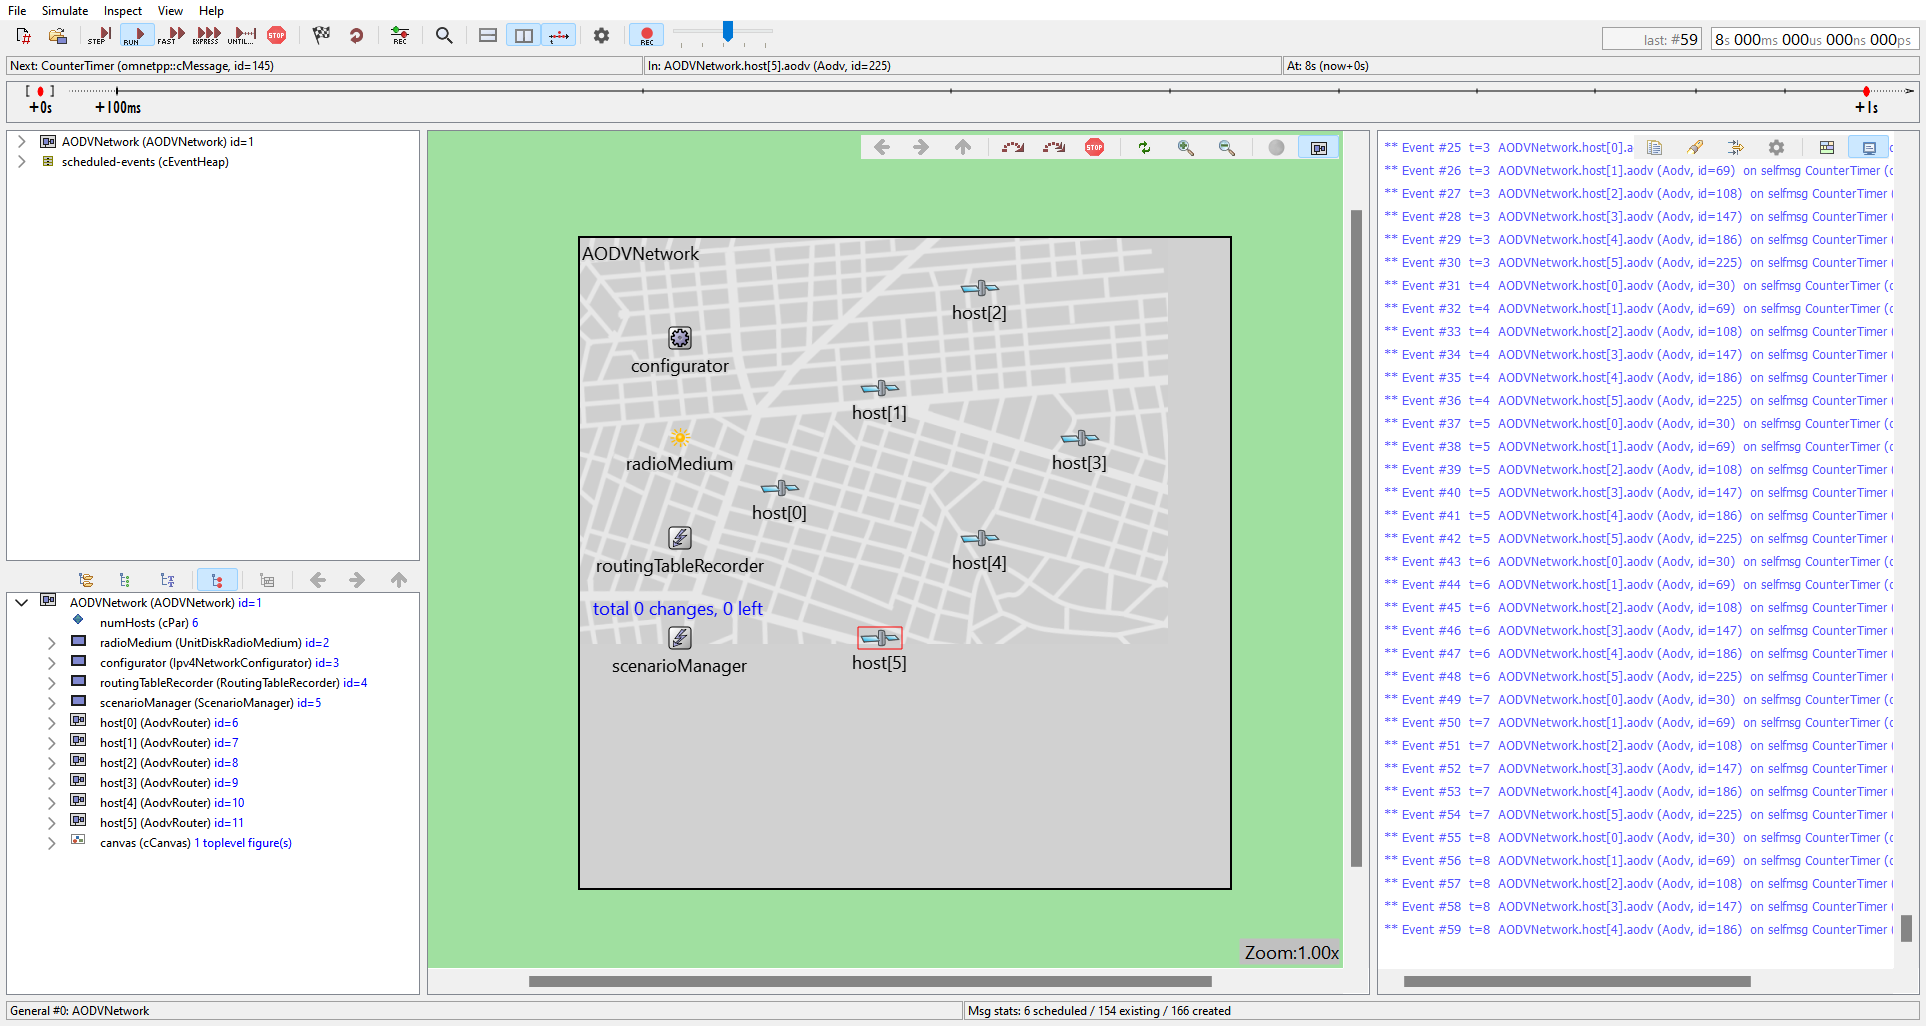 File Simulate Inspect View Help
STEP RUN FAST EXPRESS UNTIL... STOP REC REC
last: #59 8s 000ms 000us 000ns 000ps
Next: CounterTimer (omnetpp::cMessage, id=145) In: AODVNetwork.host[5].aodv (Aodv, id=225) At: 8s (now+0s)
+0s +100ms +1s
AODVNetwork (AODVNetwork) id=1
scheduled-events (cEventHeap)
AODVNetwork (AODVNetwork) id=1
numHosts (cPar) 6
radioMedium (UnitDiskRadioMedium) id=2
configurator (Ipv4NetworkConfigurator) id=3
routingTableRecorder (RoutingTableRecorder) id=4
scenarioManager (ScenarioManager) id=5
host[0] (AodvRouter) id=6
host[1] (AodvRouter) id=7
host[2] (AodvRouter) id=8
host[3] (AodvRouter) id=9
host[4] (AodvRouter) id=10
host[5] (AodvRouter) id=11
canvas (cCanvas) 1 toplevel figure(s)
STOP
AODVNetwork
host[2]
configurator
host[1]
radioMedium
host[3]
host[0]
routingTableRecorder
host[4]
total 0 changes, 0 left
scenarioManager
host[5]
Zoom:1.00x
** Event #25 t=3 AODVNetwork.host[0].a
** Event #26 t=3 AODVNetwork.host[1].aodv (Aodv, id=69) on selfmsg CounterTimer (
** Event #27 t=3 AODVNetwork.host[2].aodv (Aodv, id=108) on selfmsg CounterTimer (
** Event #28 t=3 AODVNetwork.host[3].aodv (Aodv, id=147) on selfmsg CounterTimer (
** Event #29 t=3 AODVNetwork.host[4].aodv (Aodv, id=186) on selfmsg CounterTimer (
** Event #30 t=3 AODVNetwork.host[5].aodv (Aodv, id=225) on selfmsg CounterTimer (
** Event #31 t=4 AODVNetwork.host[0].aodv (Aodv, id=30) on selfmsg CounterTimer (
** Event #32 t=4 AODVNetwork.host[1].aodv (Aodv, id=69) on selfmsg CounterTimer (
** Event #33 t=4 AODVNetwork.host[2].aodv (Aodv, id=108) on selfmsg CounterTimer (
** Event #34 t=4 AODVNetwork.host[3].aodv (Aodv, id=147) on selfmsg CounterTimer (
** Event #35 t=4 AODVNetwork.host[4].aodv (Aodv, id=186) on selfmsg CounterTimer (
** Event #36 t=4 AODVNetwork.host[5].aodv (Aodv, id=225) on selfmsg CounterTimer (
** Event #37 t=5 AODVNetwork.host[0].aodv (Aodv, id=30) on selfmsg CounterTimer (
** Event #38 t=5 AODVNetwork.host[1].aodv (Aodv, id=69) on selfmsg CounterTimer (
** Event #39 t=5 AODVNetwork.host[2].aodv (Aodv, id=108) on selfmsg CounterTimer (
** Event #40 t=5 AODVNetwork.host[3].aodv (Aodv, id=147) on selfmsg CounterTimer (
** Event #41 t=5 AODVNetwork.host[4].aodv (Aodv, id=186) on selfmsg CounterTimer (
** Event #42 t=5 AODVNetwork.host[5].aodv (Aodv, id=225) on selfmsg CounterTimer (
** Event #43 t=6 AODVNetwork.host[0].aodv (Aodv, id=30) on selfmsg CounterTimer (
** Event #44 t=6 AODVNetwork.host[1].aodv (Aodv, id=69) on selfmsg CounterTimer (
** Event #45 t=6 AODVNetwork.host[2].aodv (Aodv, id=108) on selfmsg CounterTimer (
** Event #46 t=6 AODVNetwork.host[3].aodv (Aodv, id=147) on selfmsg CounterTimer (
** Event #47 t=6 AODVNetwork.host[4].aodv (Aodv, id=186) on selfmsg CounterTimer (
** Event #48 t=6 AODVNetwork.host[5].aodv (Aodv, id=225) on selfmsg CounterTimer (
** Event #49 t=7 AODVNetwork.host[0].aodv (Aodv, id=30) on selfmsg CounterTimer (
** Event #50 t=7 AODVNetwork.host[1].aodv (Aodv, id=69) on selfmsg CounterTimer (
** Event #51 t=7 AODVNetwork.host[2].aodv (Aodv, id=108) on selfmsg CounterTimer (
** Event #52 t=7 AODVNetwork.host[3].aodv (Aodv, id=147) on selfmsg CounterTimer (
** Event #53 t=7 AODVNetwork.host[4].aodv (Aodv, id=186) on selfmsg CounterTimer (
** Event #54 t=7 AODVNetwork.host[5].aodv (Aodv, id=225) on selfmsg CounterTimer (
** Event #55 t=8 AODVNetwork.host[0].aodv (Aodv, id=30) on selfmsg CounterTimer (
** Event #56 t=8 AODVNetwork.host[1].aodv (Aodv, id=69) on selfmsg CounterTimer (
** Event #57 t=8 AODVNetwork.host[2].aodv (Aodv, id=108) on selfmsg CounterTimer (
** Event #58 t=8 AODVNetwork.host[3].aodv (Aodv, id=147) on selfmsg CounterTimer (
** Event #59 t=8 AODVNetwork.host[4].aodv (Aodv, id=186) on selfmsg CounterTimer (
General #0: AODVNetwork Msg stats: 6 scheduled / 154 existing / 166 created